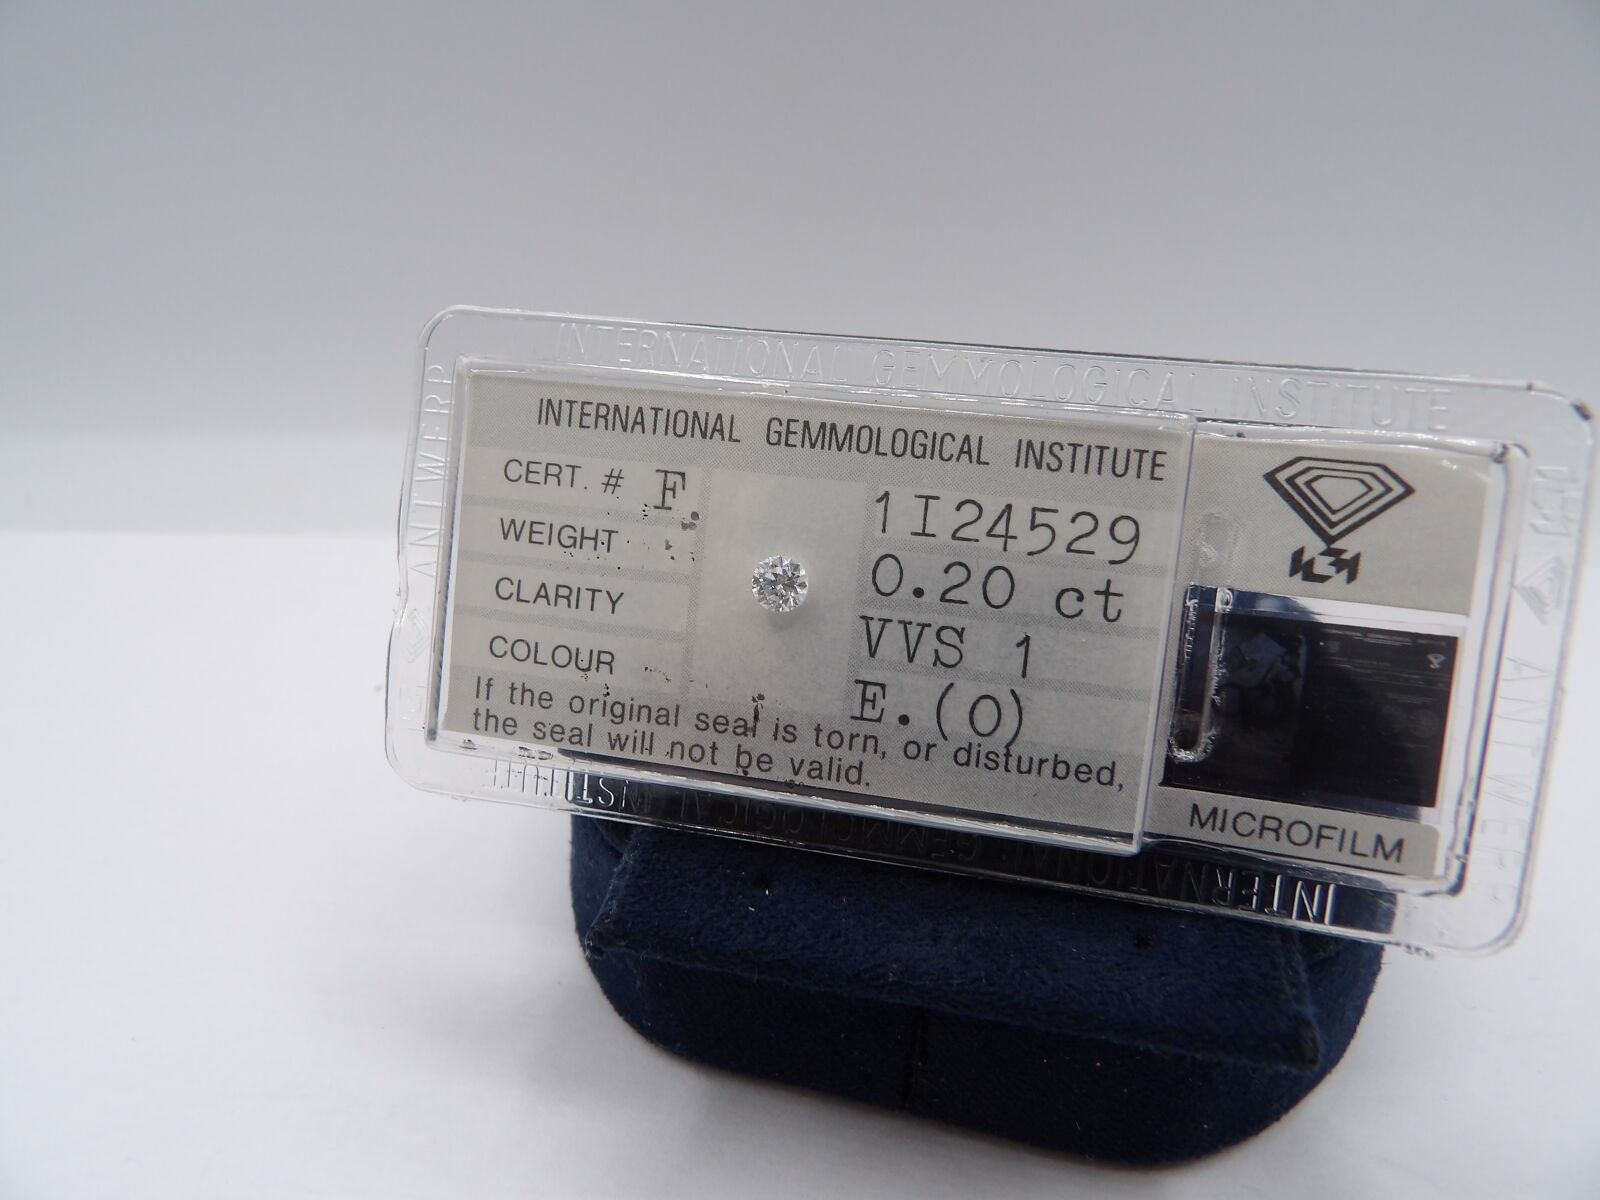 INTERNATIONAL GEMMOLOGICAL INSTITUTE
ANTWERP
INTERNATIONAL GEMMOLOGICAL INSTITUTE
CERT. # F 1I24529
WEIGHT 0.20 ct
CLARITY VVS 1
COLOUR E.(O)
If the original seal is torn, or disturbed,
the seal will not be valid.
IGI
MICROFILM
ANTWERP
INTERNATIONAL GEMMOLOGICAL INSTITUTE